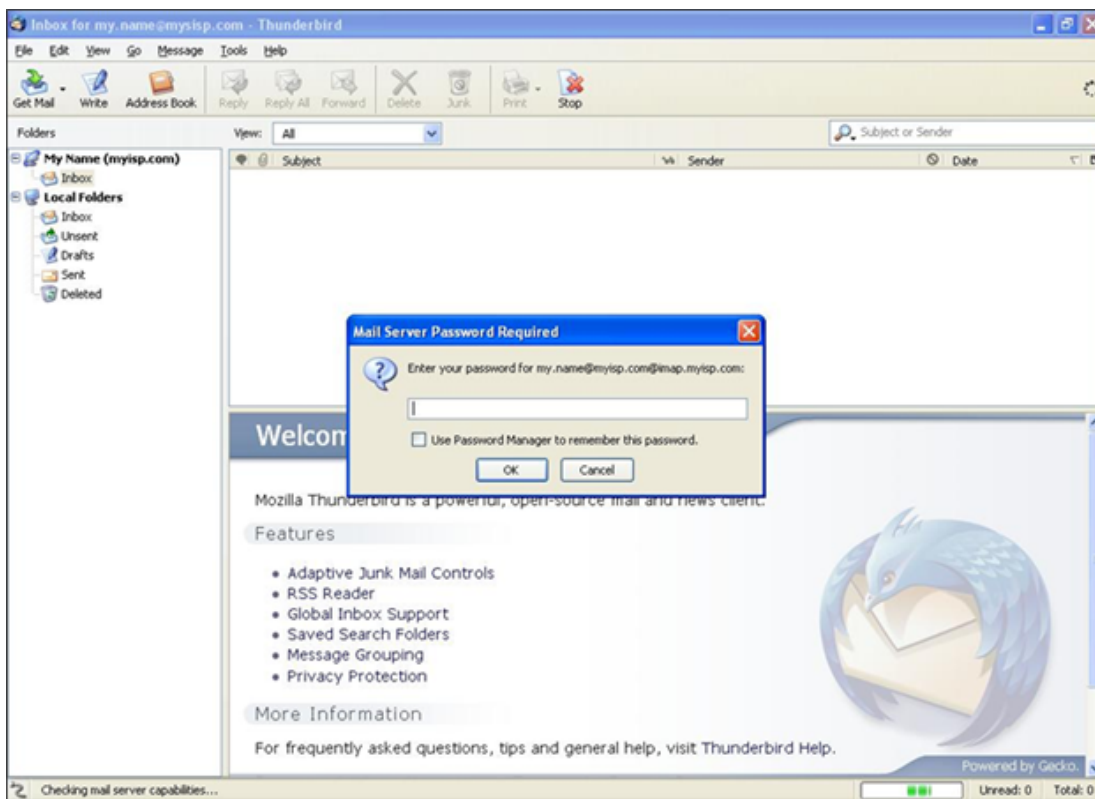 Inbox for my.name@mysisp.com - Thunderbird
File Edit View Go Message Tools Help
Get Mail Write Address Book Reply Reply All Forward Delete Junk Print Stop
Folders View: All Subject or Sender
My Name (myisp.com)
Inbox
Local Folders
Inbox
Unsent
Drafts
Sent
Deleted
Subject Sender Date
Mail Server Password Required
Enter your password for my.name@myisp.com@imap.myisp.com:
Use Password Manager to remember this password.
OK Cancel
Mozilla Thunderbird is a powerful, open-source mail and news client.
Features
Adaptive Junk Mail Controls
RSS Reader
Global Inbox Support
Saved Search Folders
Message Grouping
Privacy Protection
More Information
For frequently asked questions, tips and general help, visit Thunderbird Help.
Powered by Gecko.
Checking mail server capabilities... Unread: 0 Total: 0